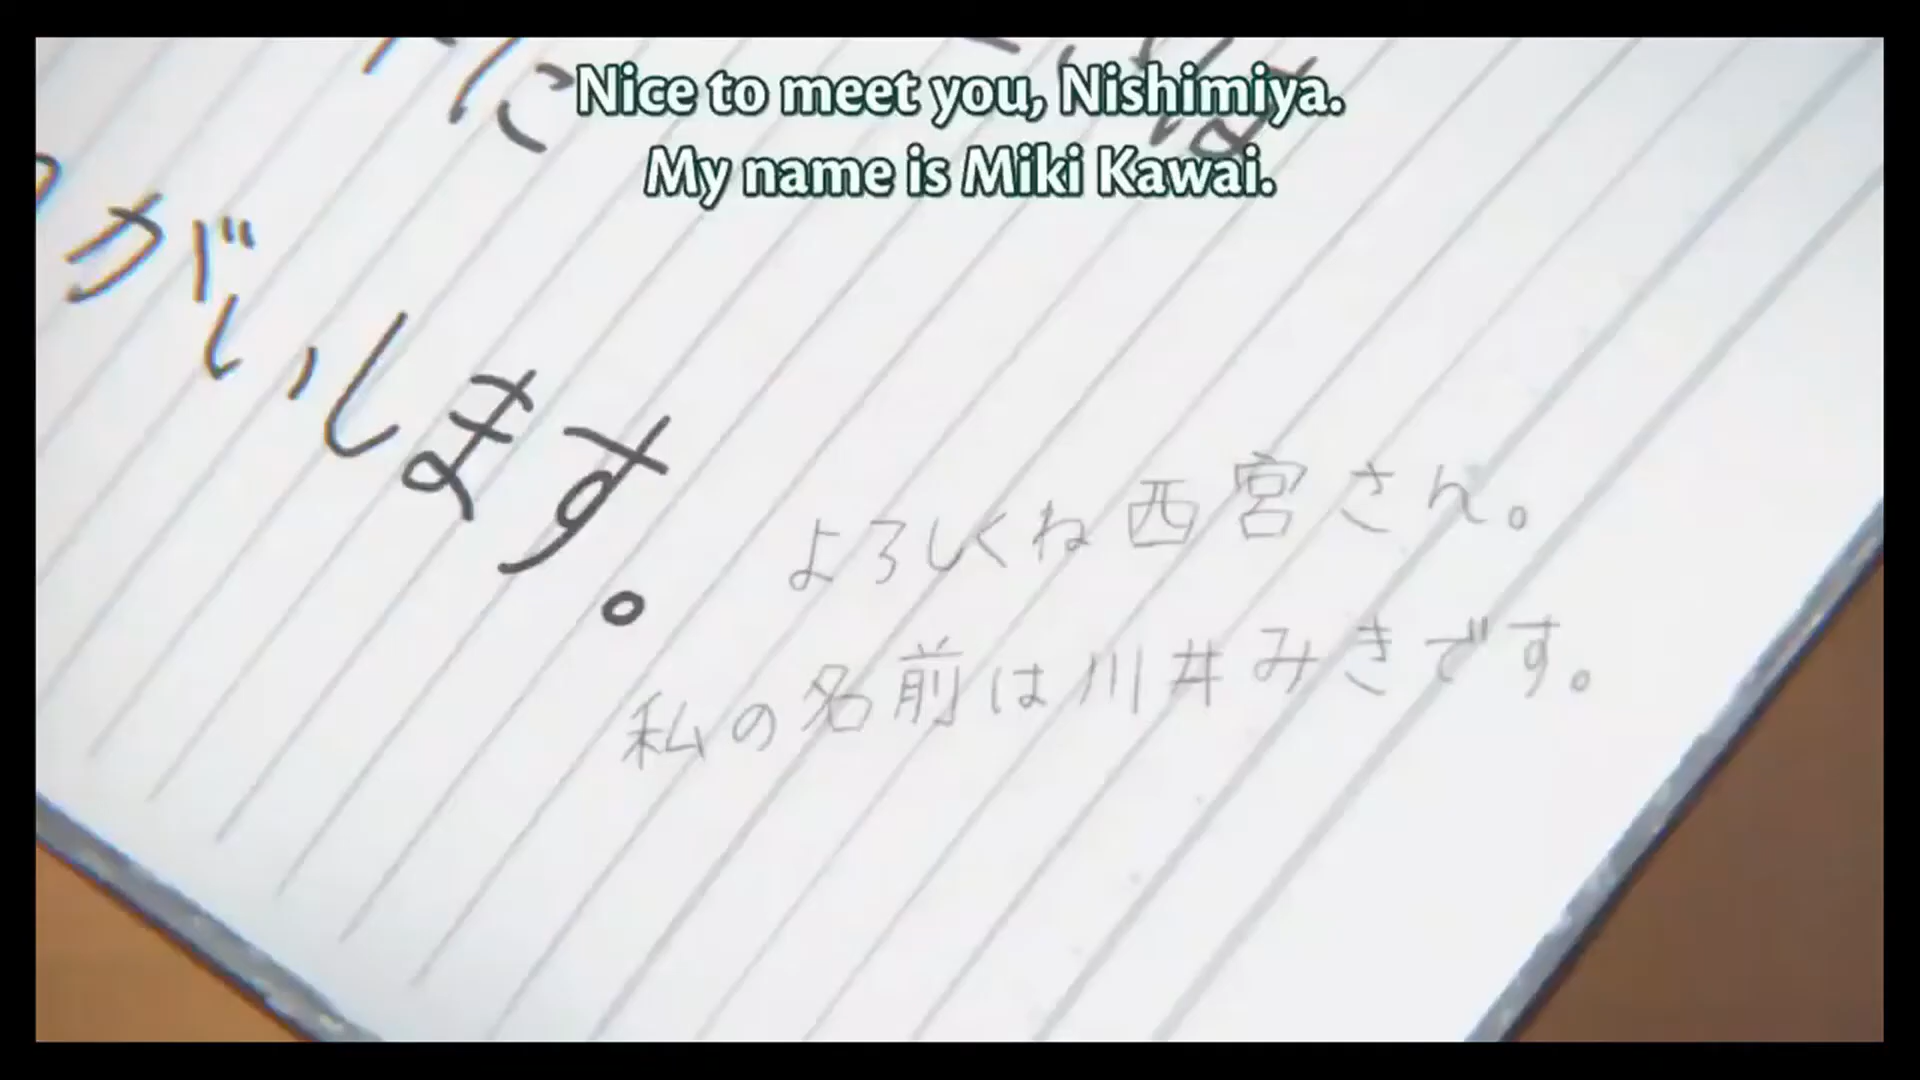 Nice to meet you, Nishimiya.
My name is Miki Kawai.
がいします。
よろしくね西宮さん。
私の名前は川井みきです。